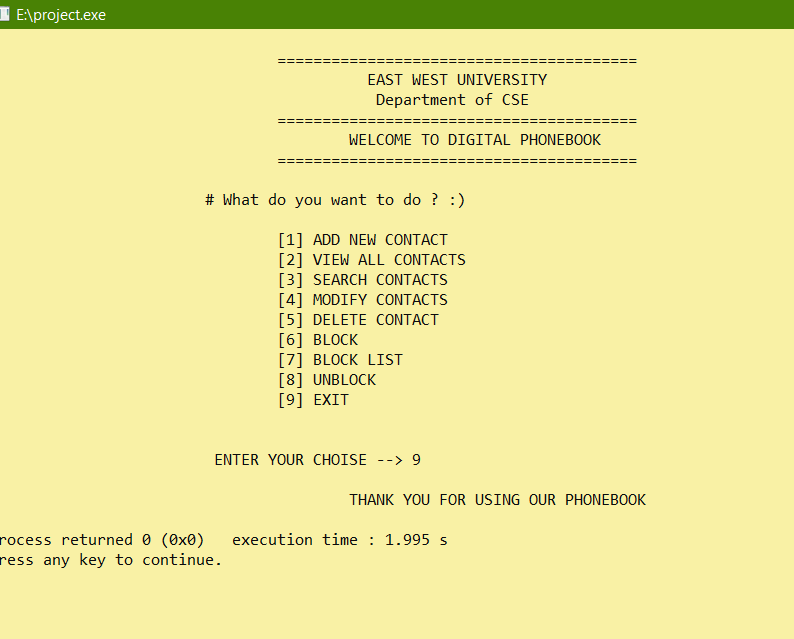 E:\project.exe
========================================
EAST WEST UNIVERSITY
Department of CSE
========================================
WELCOME TO DIGITAL PHONEBOOK
========================================
# What do you want to do ? :)
[1] ADD NEW CONTACT
[2] VIEW ALL CONTACTS
[3] SEARCH CONTACTS
[4] MODIFY CONTACTS
[5] DELETE CONTACT
[6] BLOCK
[7] BLOCK LIST
[8] UNBLOCK
[9] EXIT
ENTER YOUR CHOISE --> 9
THANK YOU FOR USING OUR PHONEBOOK
rocess returned 0 (0x0)   execution time : 1.995 s
ress any key to continue.